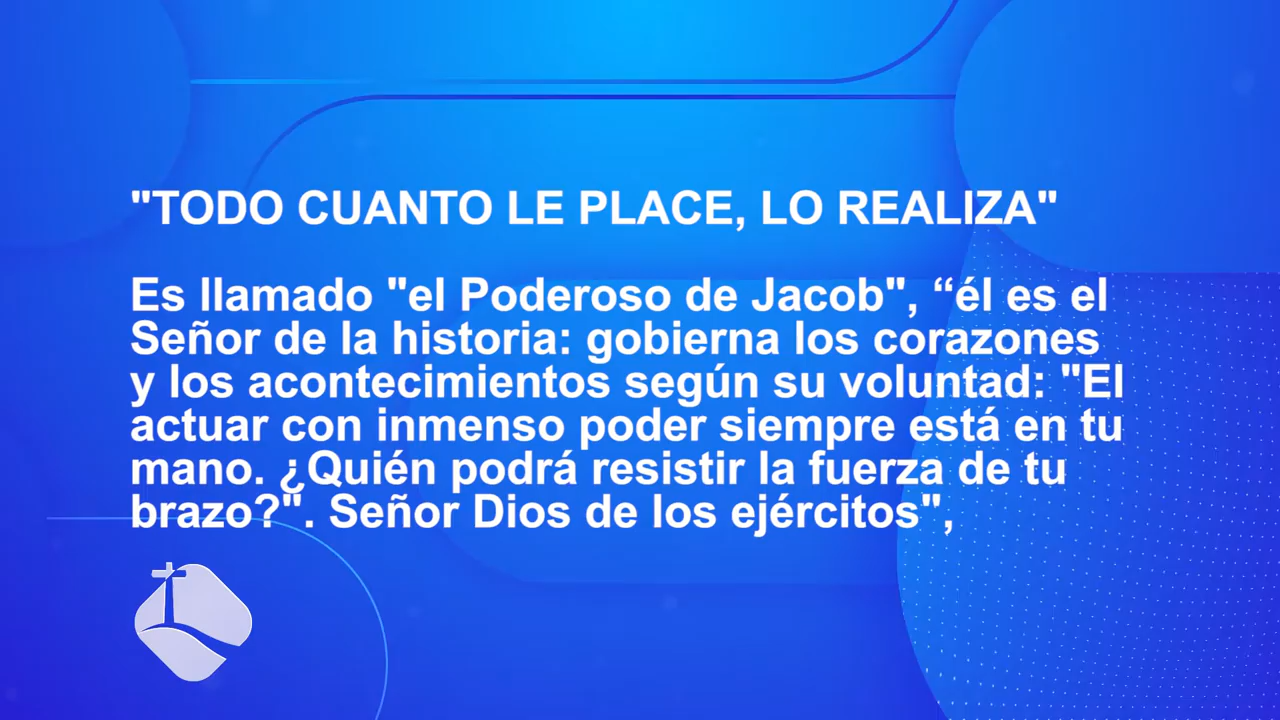 "TODO CUANTO LE PLACE, LO REALIZA"
Es llamado "el Poderoso de Jacob", “él es el
Señor de la historia: gobierna los corazones
y los acontecimientos según su voluntad: "El
actuar con inmenso poder siempre está en tu
mano. ¿Quién podrá resistir la fuerza de tu
brazo?". Señor Dios de los ejércitos",